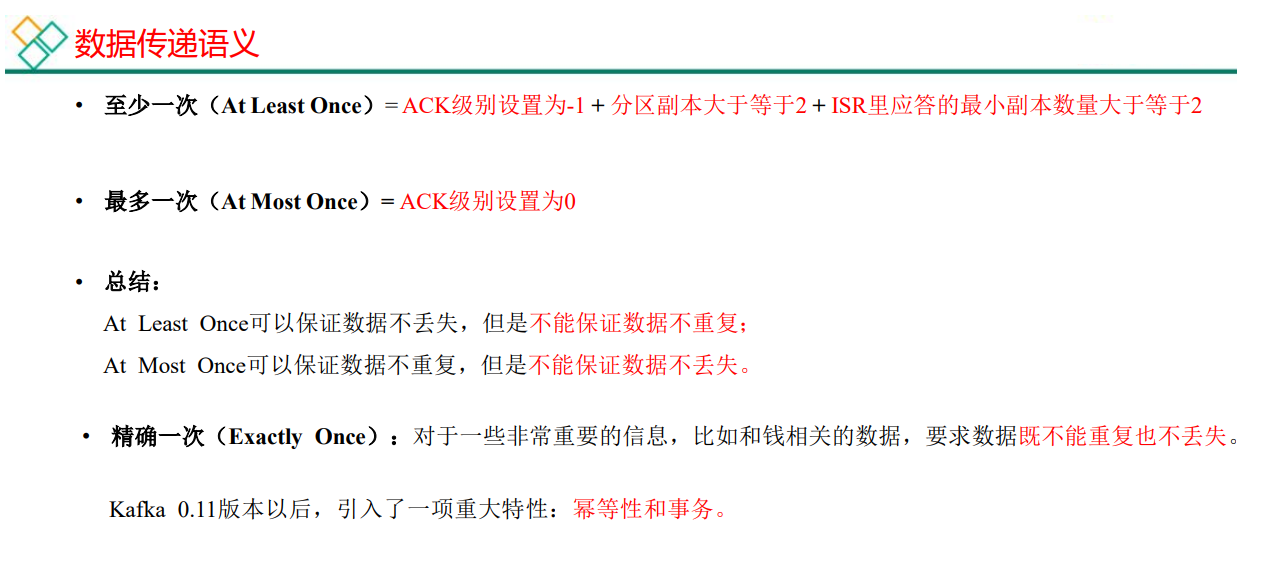 数据传递语义
• 至少一次（At Least Once）= ACK级别设置为-1 + 分区副本大于等于2 + ISR里应答的最小副本数量大于等于2
• 最多一次（At Most Once）= ACK级别设置为0
• 总结：
At Least Once可以保证数据不丢失，但是不能保证数据不重复；
At Most Once可以保证数据不重复，但是不能保证数据不丢失。
• 精确一次（Exactly Once）：对于一些非常重要的信息，比如和钱相关的数据，要求数据既不能重复也不丢失。
Kafka 0.11版本以后，引入了一项重大特性：幂等性和事务。